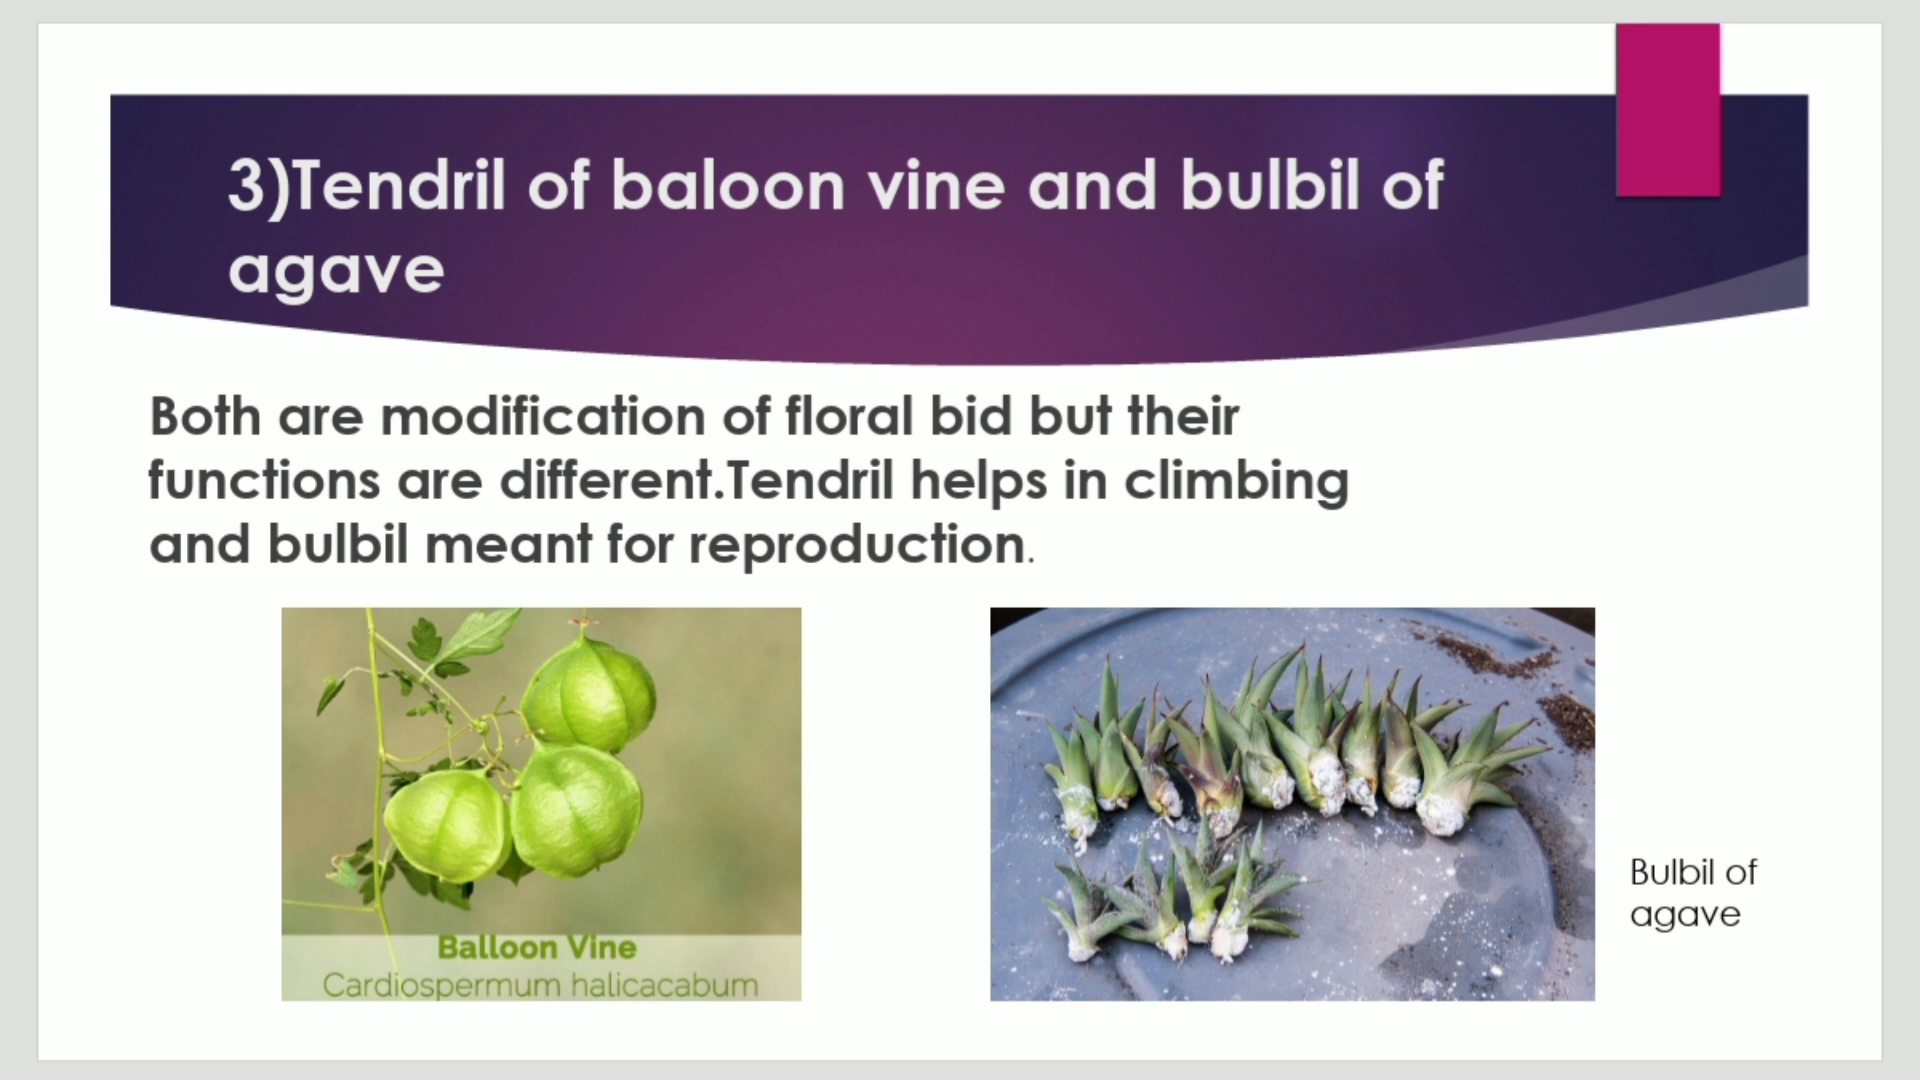 3)Tendril of baloon vine and bulbil of
agave
Both are modification of floral bid but their
functions are different.Tendril helps in climbing
and bulbil meant for reproduction.
Balloon Vine
Cardiospermum halicacabum
Bulbil of
agave